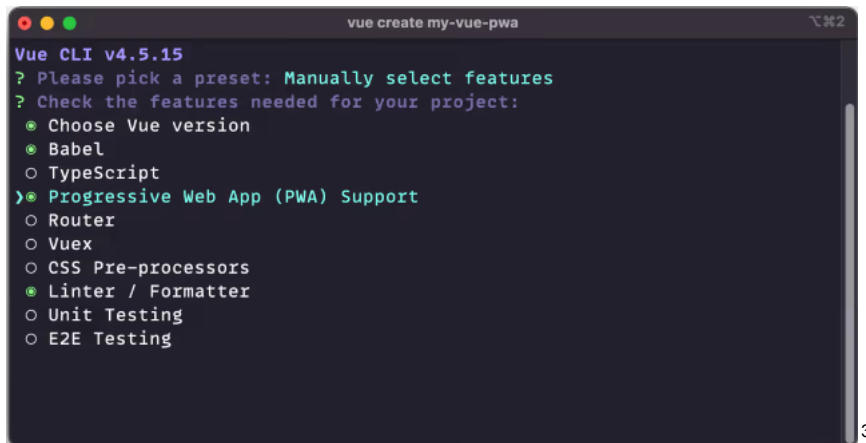 vue create my-vue-pwa ⌥⌘2
Vue CLI v4.5.15
? Please pick a preset: Manually select features
? Check the features needed for your project:
◉ Choose Vue version
◉ Babel
◯ TypeScript
❯◉ Progressive Web App (PWA) Support
◯ Router
◯ Vuex
◯ CSS Pre-processors
◉ Linter / Formatter
◯ Unit Testing
◯ E2E Testing